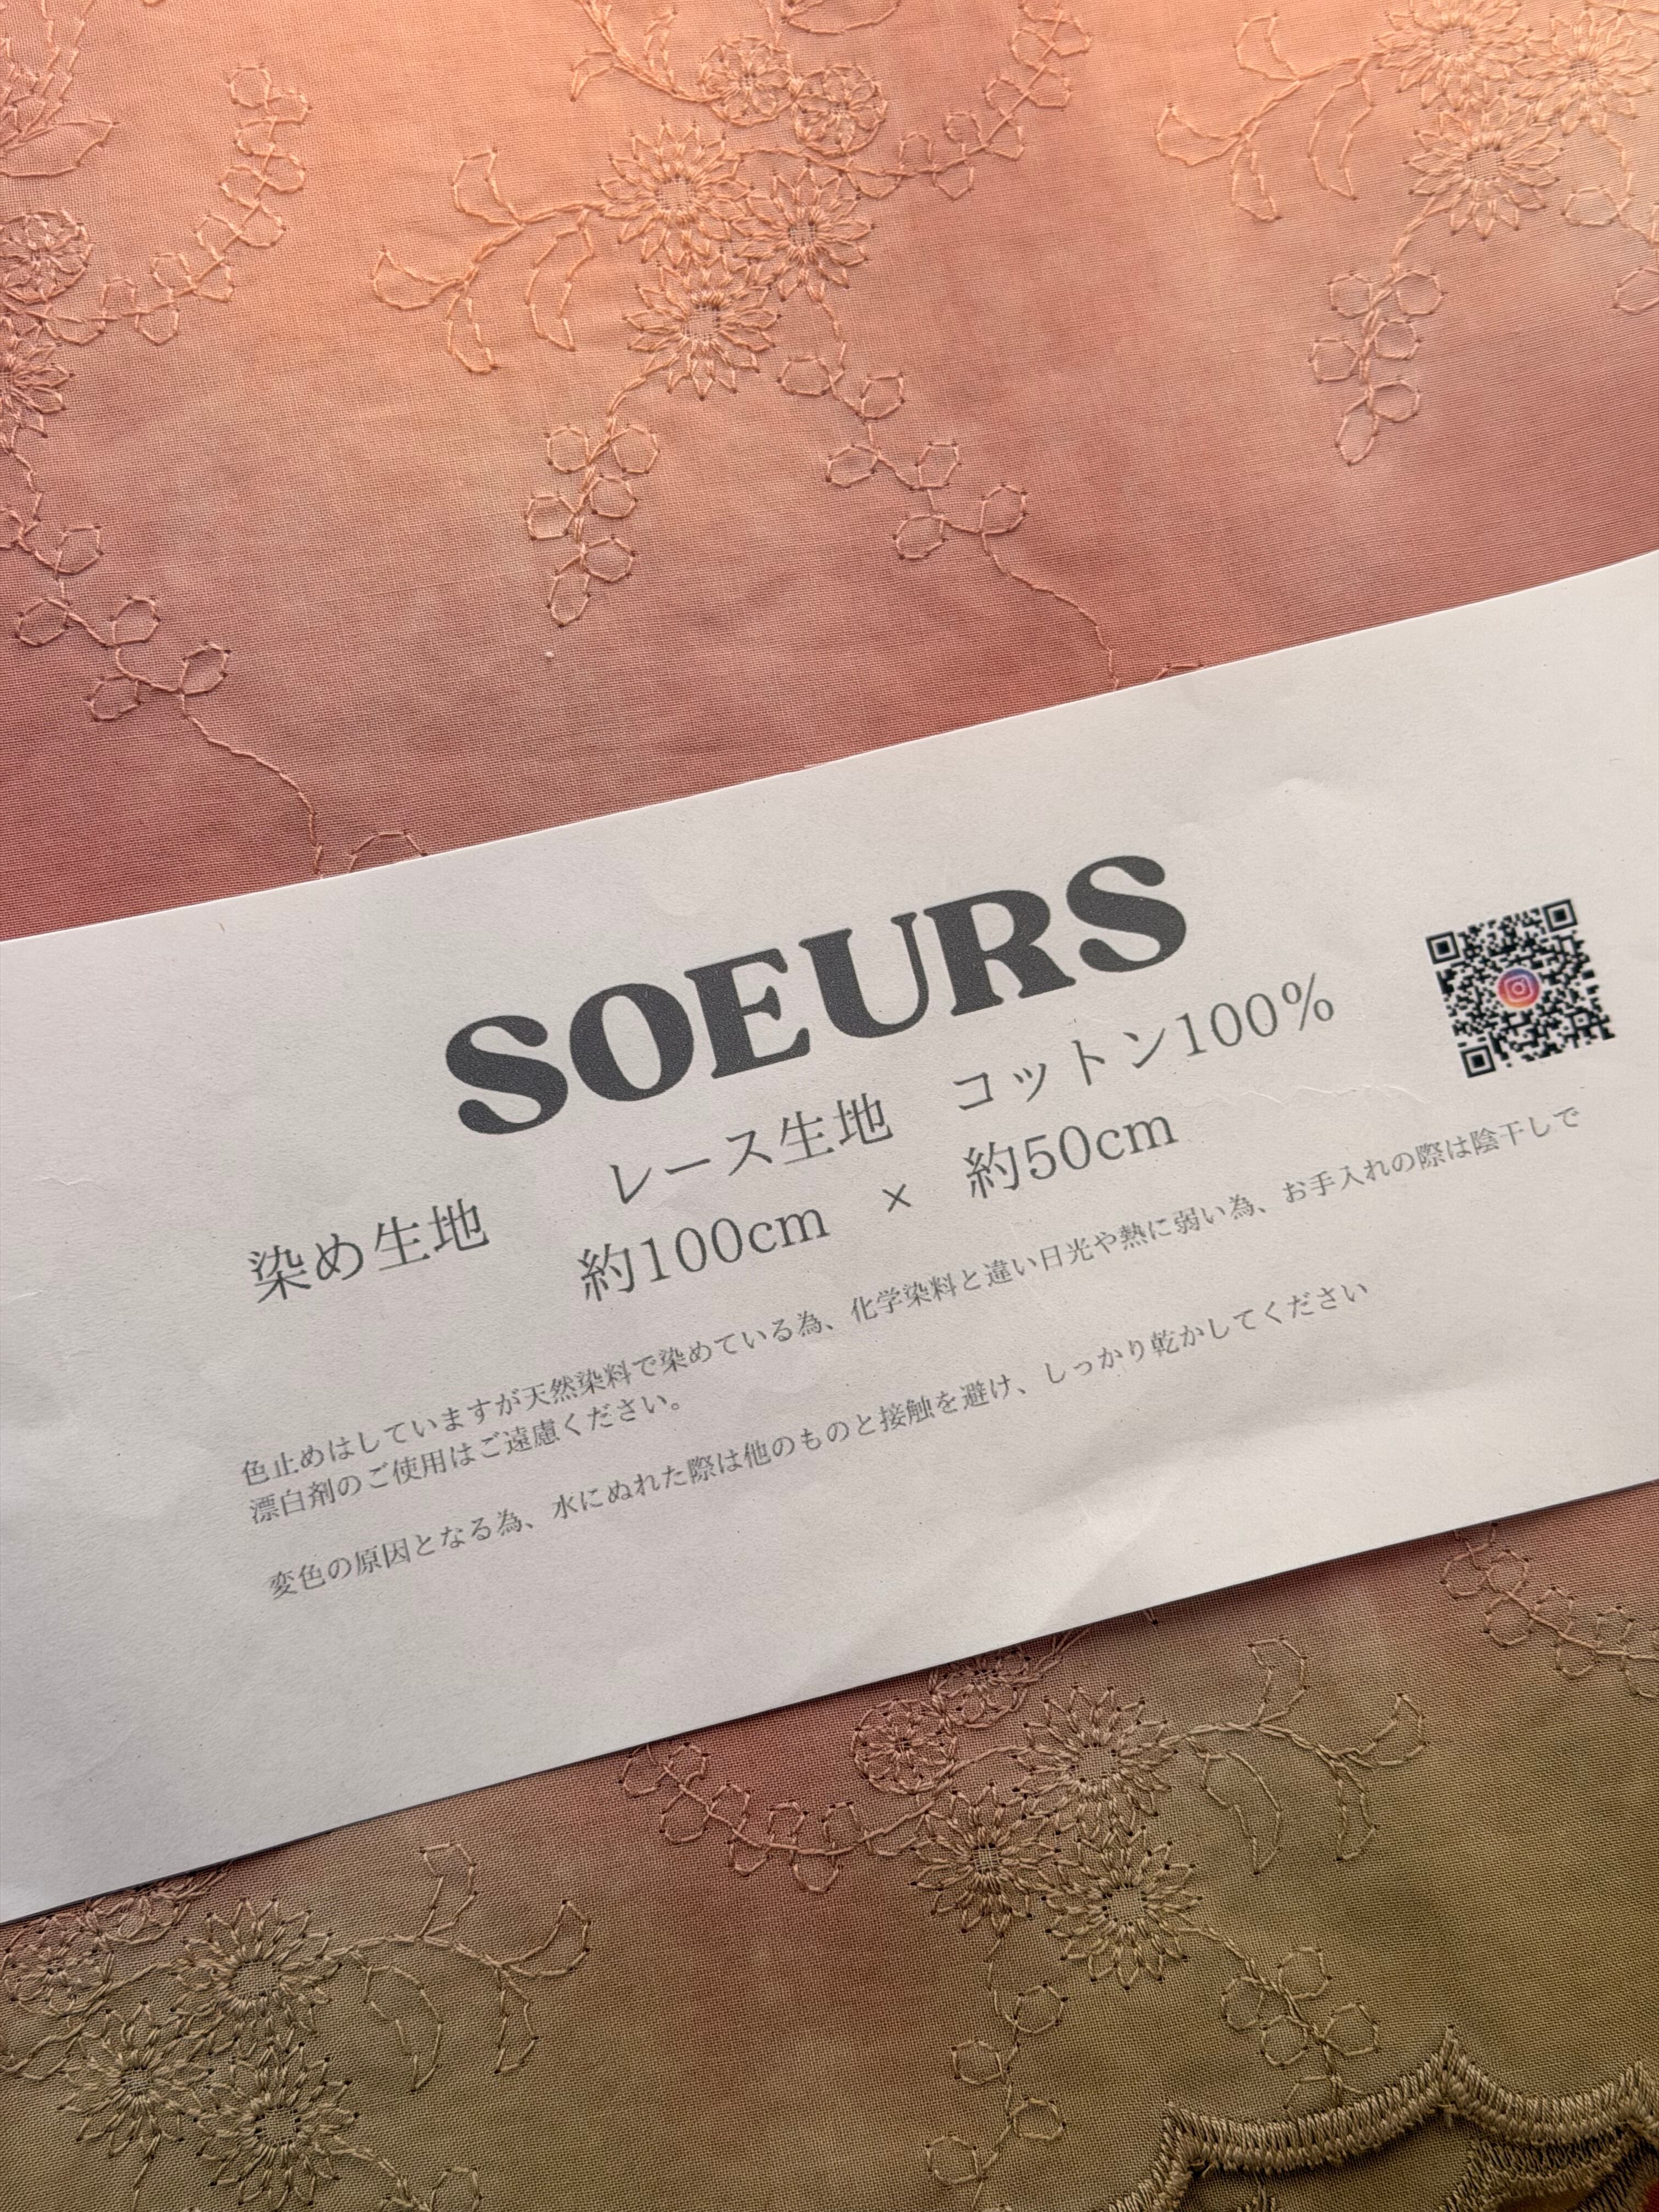 SOEURS
レース生地　コットン100%
染め生地　約100cm　×　約50cm
色止めはしていますが天然染料で染めている為、化学染料と違い日光や熱に弱い為、お手入れの際は陰干しで
漂白剤のご使用はご遠慮ください。
変色の原因となる為、水にぬれた際は他のものと接触を避け、しっかり乾かしてください